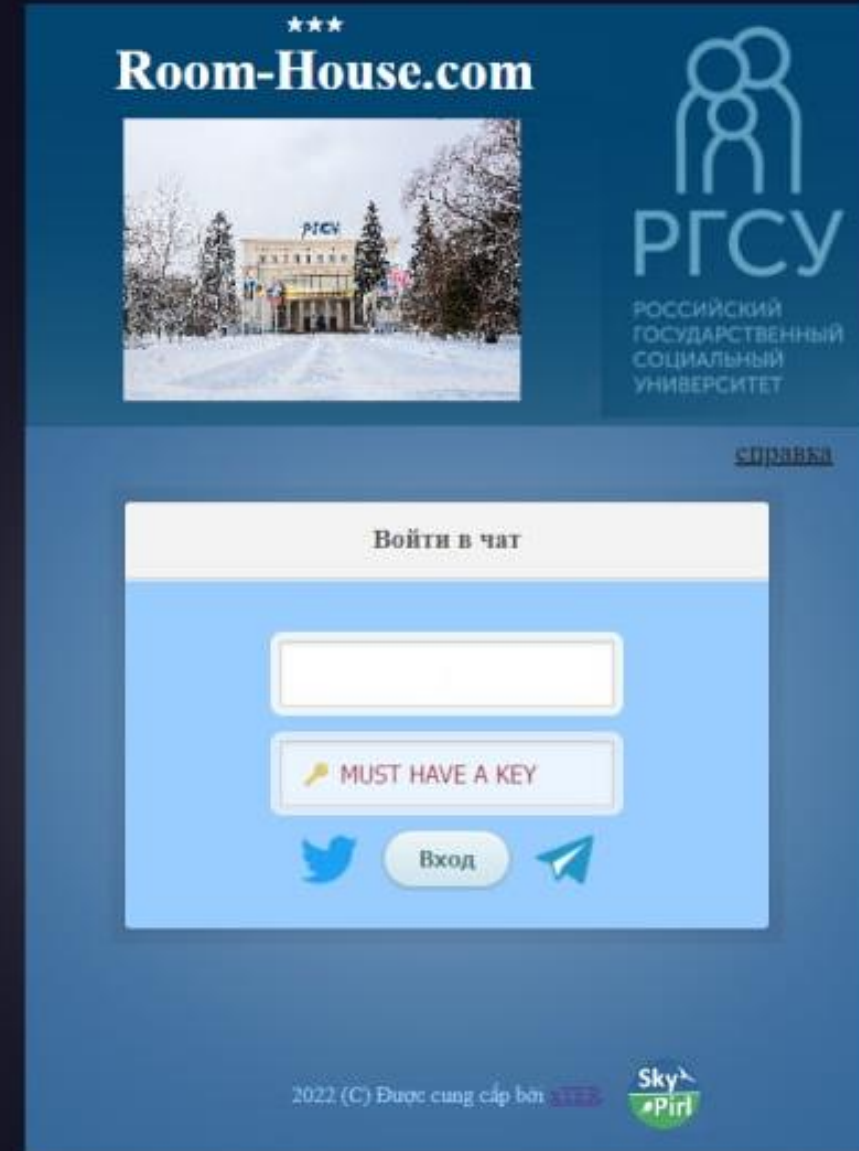 ★★★
Room-House.com
РГСУ
РГСУ
РОССИЙСКИЙ
ГОСУДАРСТВЕННЫЙ
СОЦИАЛЬНЫЙ
УНИВЕРСИТЕТ
справка
Войти в чат
MUST HAVE A KEY
Вход
2022 (C) Được cung cấp bởi
Sky
Pirl